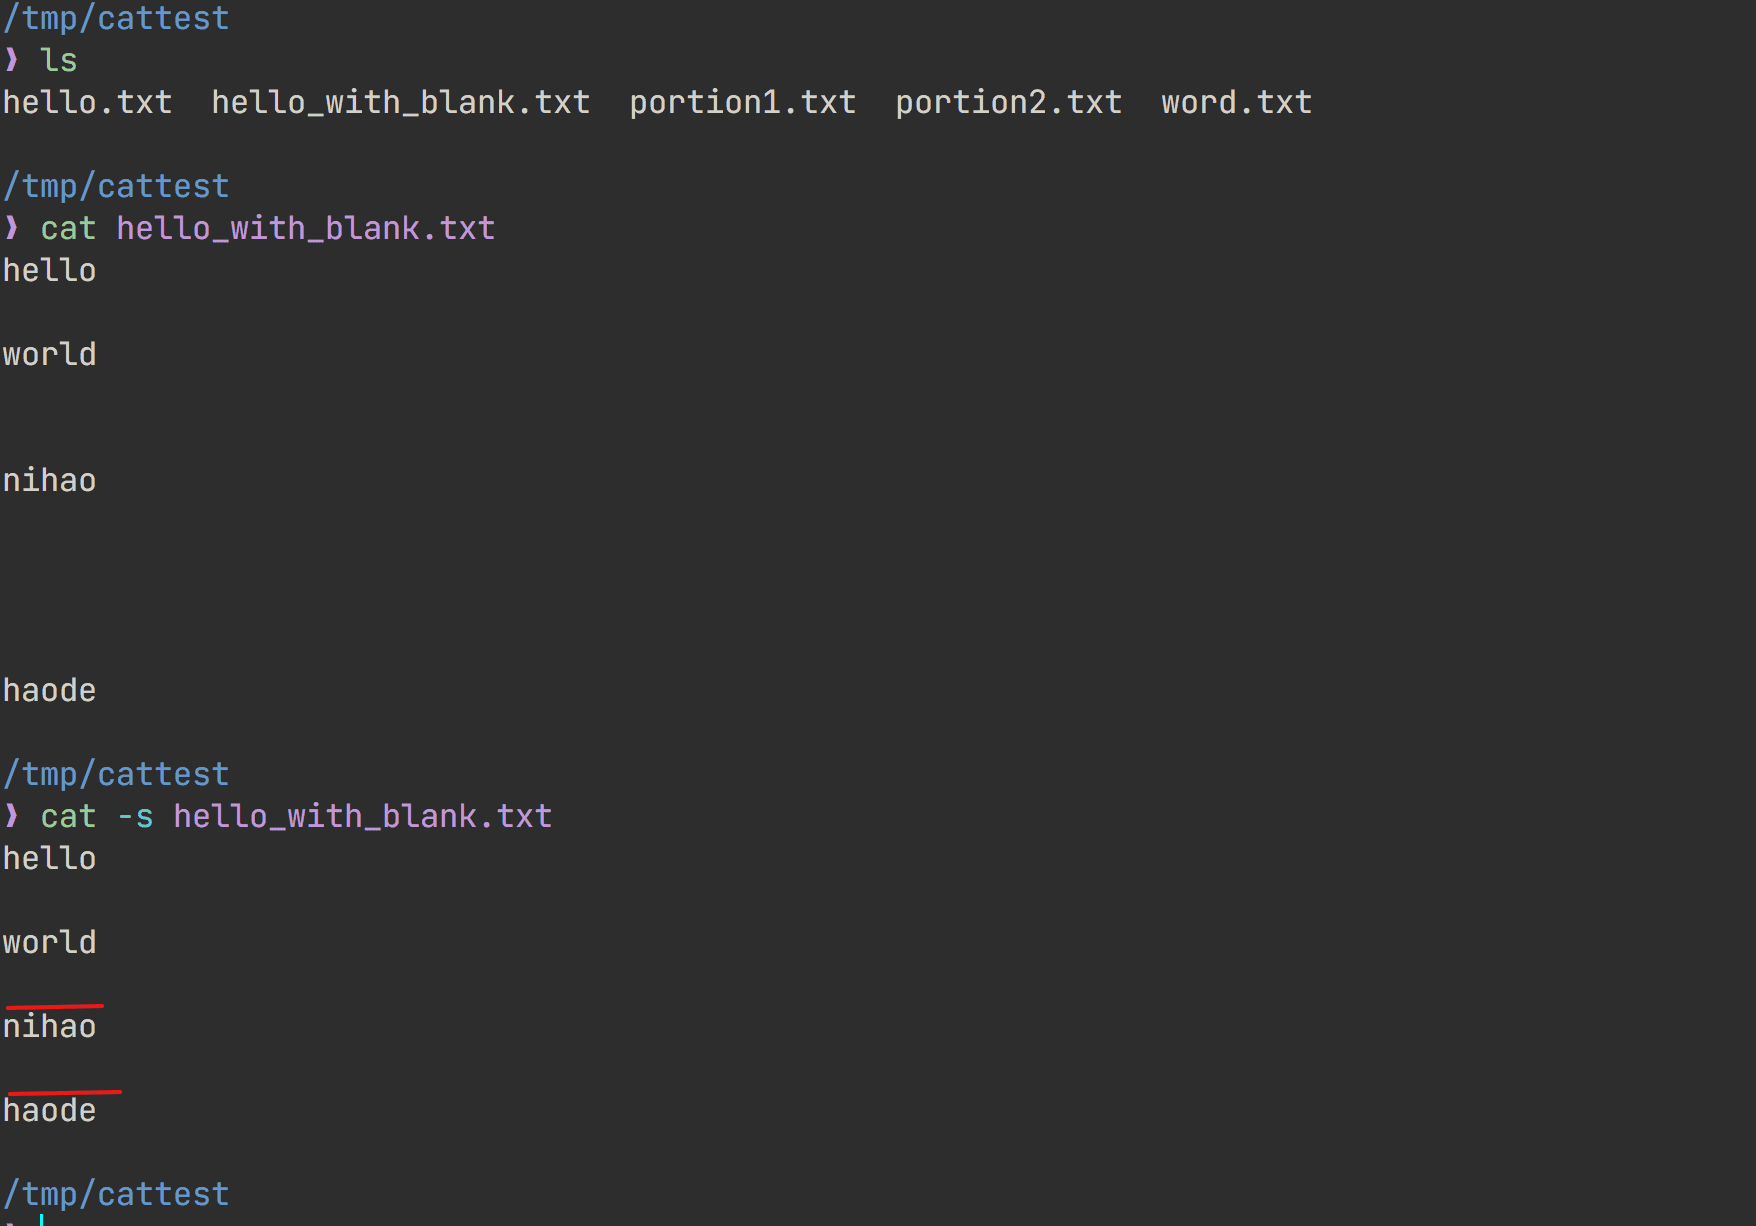 /tmp/cattest
❯ ls
hello.txt  hello_with_blank.txt  portion1.txt  portion2.txt  word.txt
/tmp/cattest
❯ cat hello_with_blank.txt
hello
world
nihao
haode
/tmp/cattest
❯ cat -s hello_with_blank.txt
hello
world
nihao
haode
/tmp/cattest